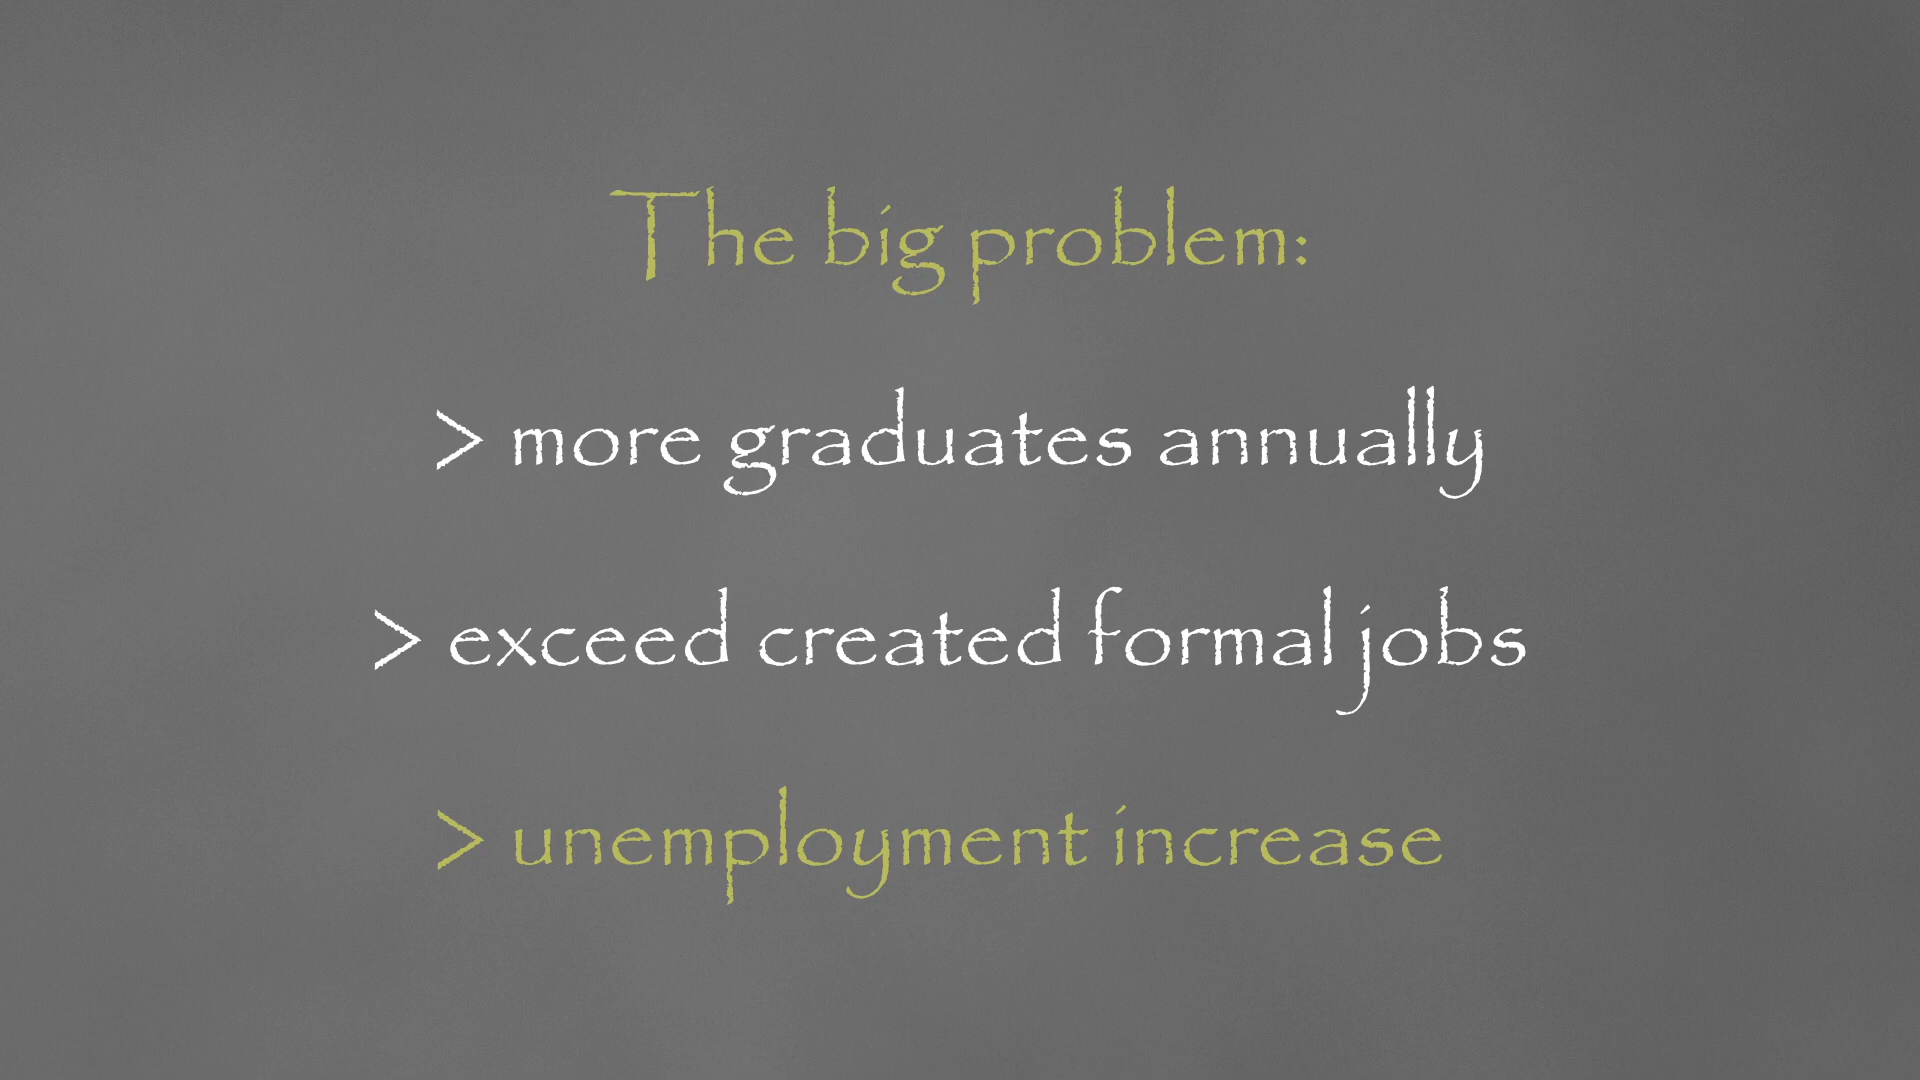 The big problem:
> more graduates annually
> exceed created formal jobs
> unemployment increase